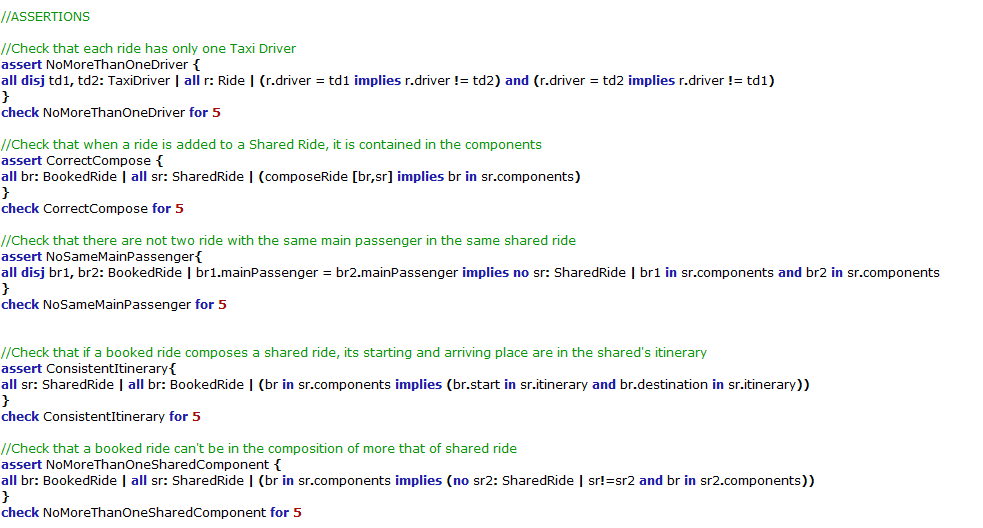 //ASSERTIONS
//Check that each ride has only one Taxi Driver
assert NoMoreThanOneDriver {
all disj td1, td2: TaxiDriver | all r: Ride | (r.driver = td1 implies r.driver != td2) and (r.driver = td2 implies r.driver != td1)
}
check NoMoreThanOneDriver for 5
//Check that when a ride is added to a Shared Ride, it is contained in the components
assert CorrectCompose {
all br: BookedRide | all sr: SharedRide | (composeRide [br,sr] implies br in sr.components)
}
check CorrectCompose for 5
//Check that there are not two ride with the same main passenger in the same shared ride
assert NoSameMainPassenger{
all disj br1, br2: BookedRide | br1.mainPassenger = br2.mainPassenger implies no sr: SharedRide | br1 in sr.components and br2 in sr.components
}
check NoSameMainPassenger for 5
//Check that if a booked ride composes a shared ride, its starting and arriving place are in the shared's itinerary
assert ConsistentItinerary{
all sr: SharedRide | all br: BookedRide | (br in sr.components implies (br.start in sr.itinerary and br.destination in sr.itinerary))
}
check ConsistentItinerary for 5
//Check that a booked ride can't be in the composition of more that of shared ride
assert NoMoreThanOneSharedComponent {
all br: BookedRide | all sr: SharedRide | (br in sr.components implies (no sr2: SharedRide | sr!=sr2 and br in sr2.components))
}
check NoMoreThanOneSharedComponent for 5